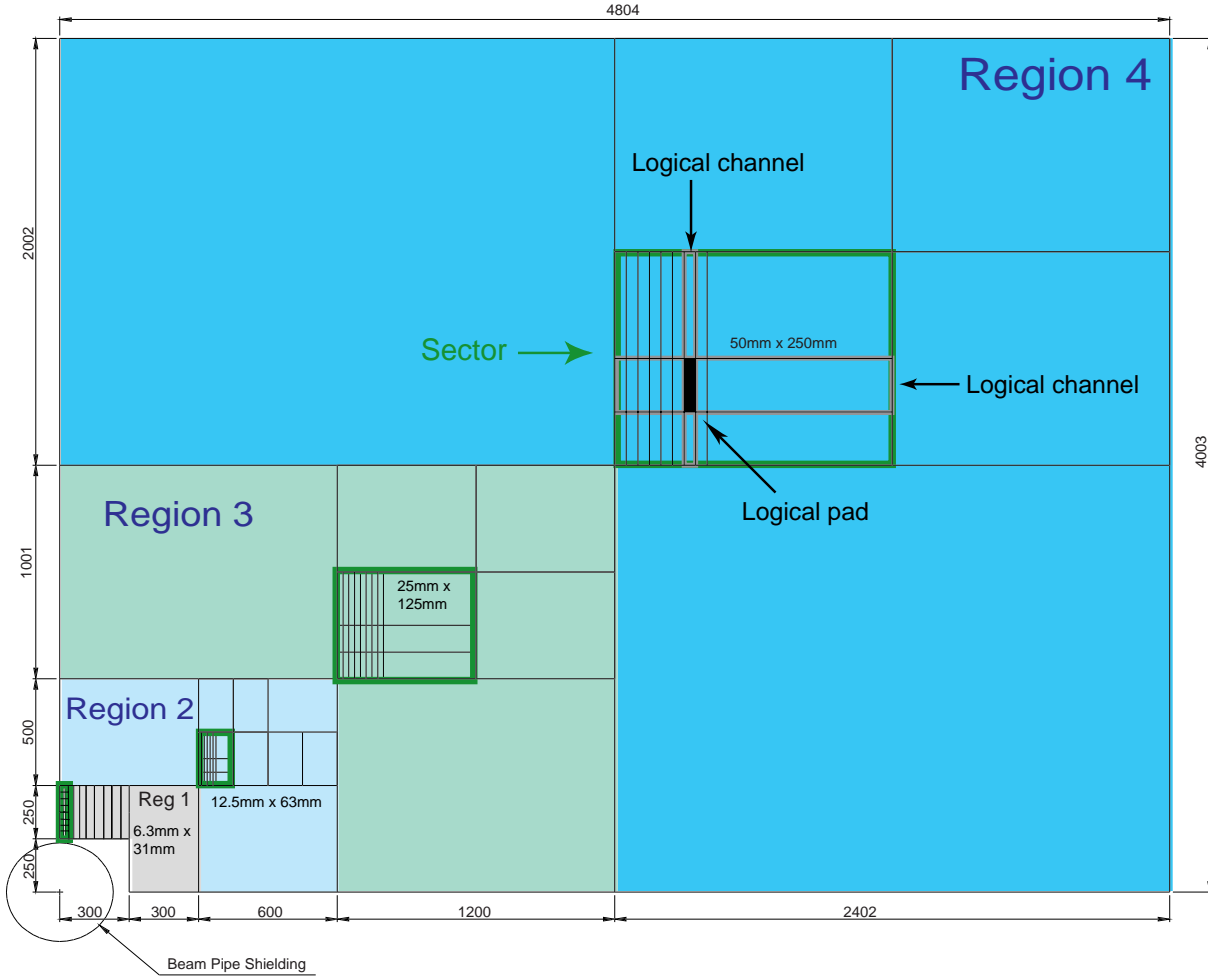 4804
Region 4
Logical channel
2002
Sector
50mm x 250mm
Logical channel
4003
Logical pad
Region 3
1001
25mm x
125mm
Region 2
500
Reg 1
12.5mm x 63mm
250
6.3mm x
31mm
250
300
300
600
1200
2402
Beam Pipe Shielding